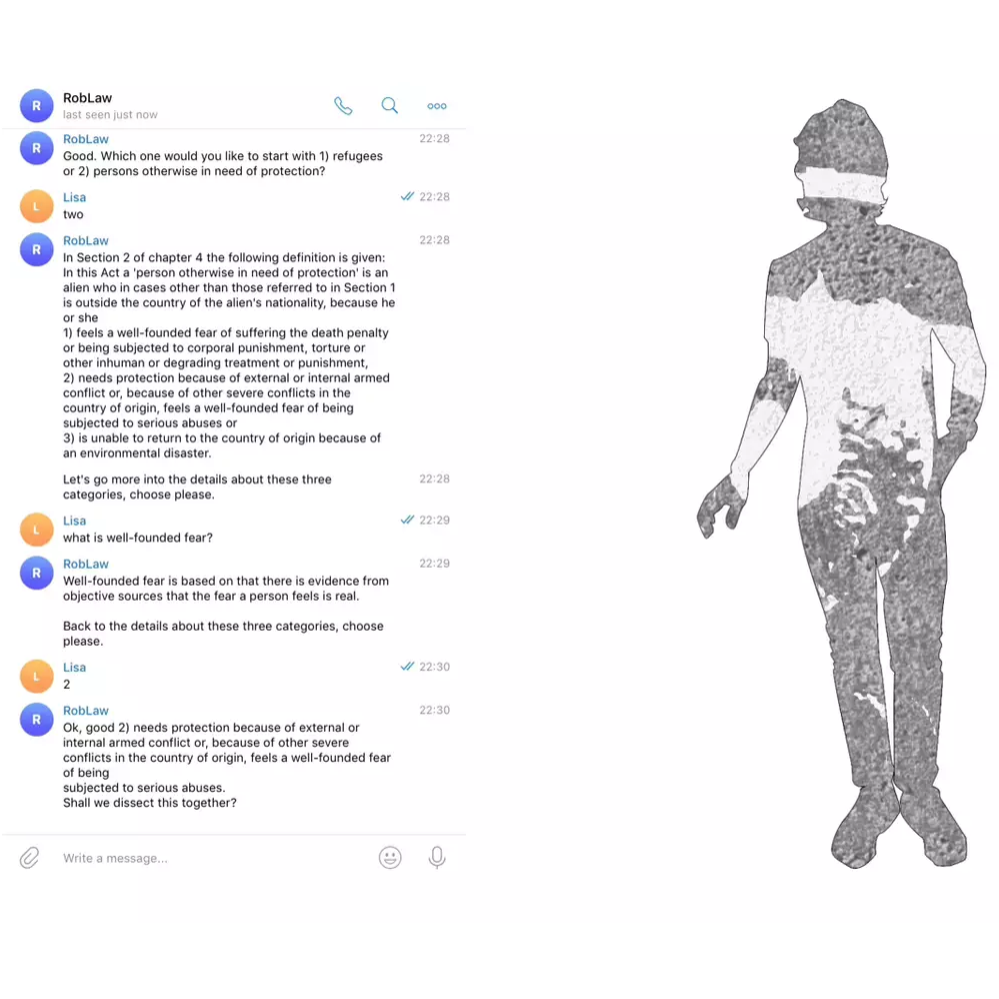 RobLaw
last seen just now
RobLaw 22:28
Good. Which one would you like to start with 1) refugees
or 2) persons otherwise in need of protection?
Lisa 22:28
two
RobLaw 22:28
In Section 2 of chapter 4 the following definition is given:
In this Act a 'person otherwise in need of protection' is an
alien who in cases other than those referred to in Section 1
is outside the country of the alien's nationality, because he
or she
1) feels a well-founded fear of suffering the death penalty
or being subjected to corporal punishment, torture or
other inhuman or degrading treatment or punishment,
2) needs protection because of external or internal armed
conflict or, because of other severe conflicts in the
country of origin, feels a well-founded fear of being
subjected to serious abuses or
3) is unable to return to the country of origin because of
an environmental disaster.
Let's go more into the details about these three 22:28
categories, choose please.
Lisa 22:29
what is well-founded fear?
RobLaw 22:29
Well-founded fear is based on that there is evidence from
objective sources that the fear a person feels is real.
Back to the details about these three categories, choose
please.
Lisa 22:30
2
RobLaw 22:30
Ok, good 2) needs protection because of external or
internal armed conflict or, because of other severe
conflicts in the country of origin, feels a well-founded fear
of being
subjected to serious abuses.
Shall we dissect this together?
Write a message...
R
R
L
R
L
R
L
R